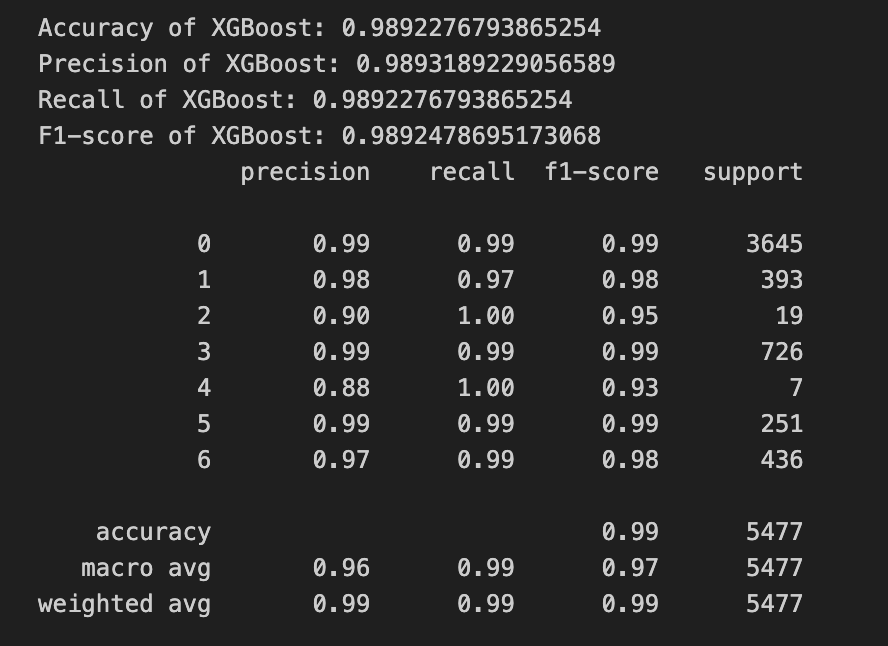 Accuracy of XGBoost: 0.9892276793865254
Precision of XGBoost: 0.9893189229056589
Recall of XGBoost: 0.9892276793865254
F1-score of XGBoost: 0.9892478695173068
precision recall f1-score support
0 0.99 0.99 0.99 3645
1 0.98 0.97 0.98 393
2 0.90 1.00 0.95 19
3 0.99 0.99 0.99 726
4 0.88 1.00 0.93 7
5 0.99 0.99 0.99 251
6 0.97 0.99 0.98 436
accuracy 0.99 5477
macro avg 0.96 0.99 0.97 5477
weighted avg 0.99 0.99 0.99 5477